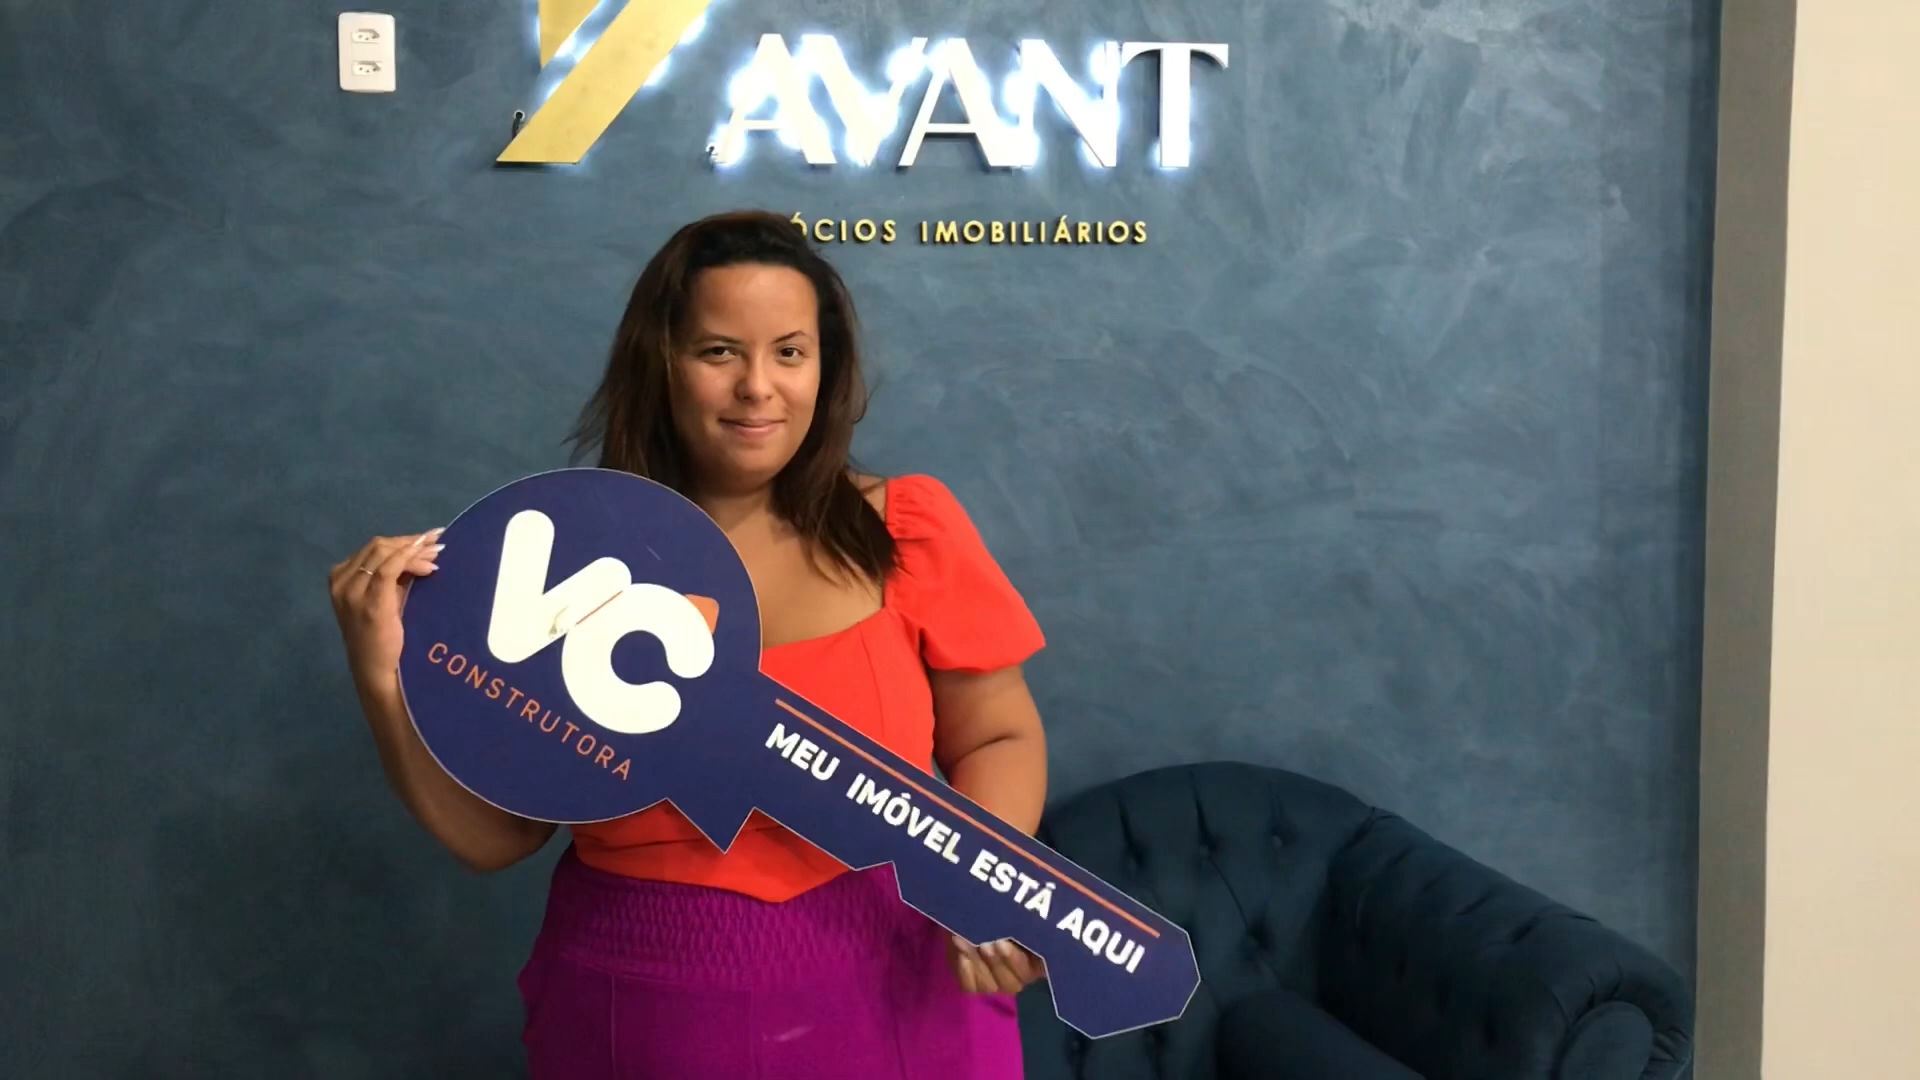 AVANT
ÓCIOS IMOBILIÁRIOS
VC
CONSTRUTORA
MEU IMÓVEL ESTÁ AQUI